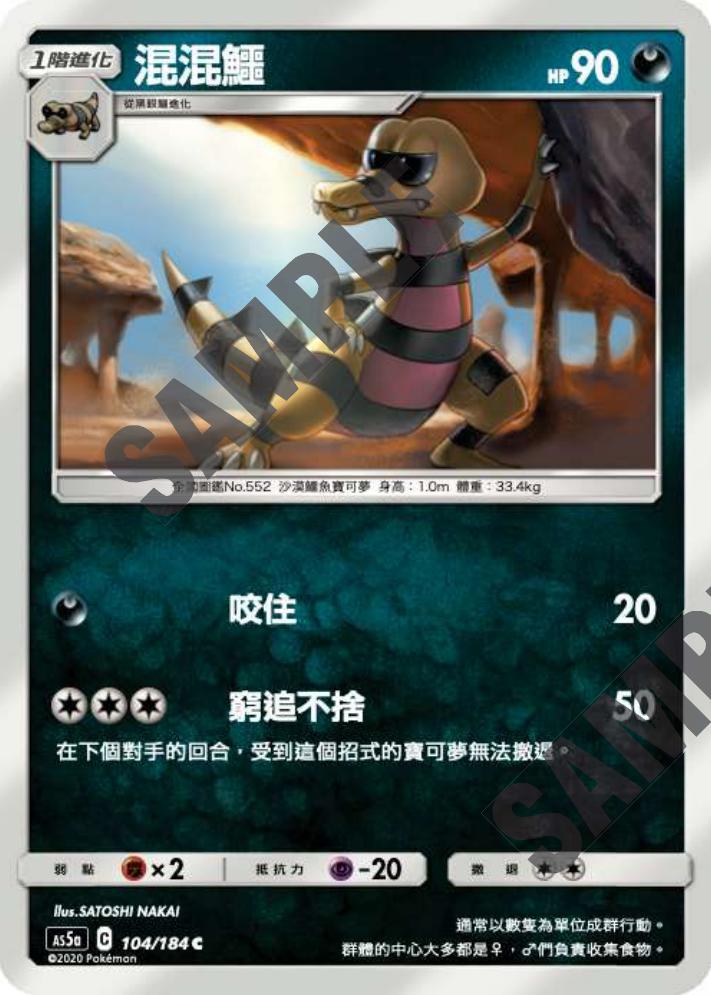 1階進化
混混鱷
HP 90
從黑眼鱷進化
全國圖鑑No.552 沙漠鱷魚寶可夢 身高：1.0m 體重：33.4kg
咬住 20
窮追不捨 50
在下個對手的回合，受到這個招式的寶可夢無法撤退。
弱點 ×2 抵抗力 -20 撤退
Illus.SATOSHI NAKAI
AS5a C 104/184 C
©2020 Pokémon
通常以數隻為單位成群行動。
群體的中心大多都是♀，♂們負責收集食物。
SAMPLE
SAMPLE